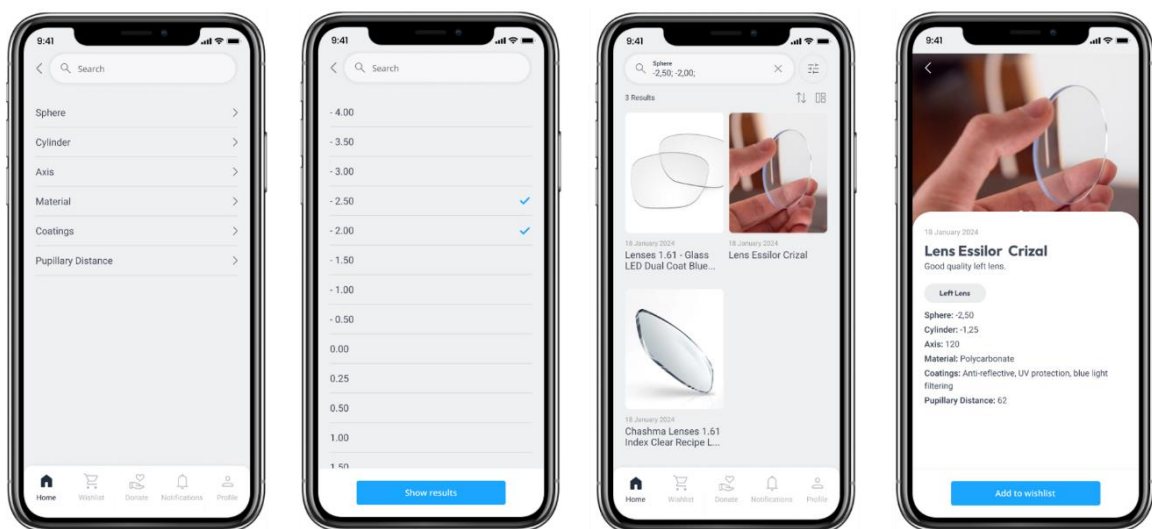 9:41
Search
Sphere
Cylinder
Axis
Material
Coatings
Pupillary Distance
Home
Wishlist
Donate
Notifications
Profile
9:41
Search
- 4.00
- 3.50
- 3.00
- 2.50
- 2.00
- 1.50
- 1.00
- 0.50
0.00
0.25
0.50
1.00
1.50
Show results
9:41
Sphere
-2,50; -2,00;
3 Results
18 January 2024
Lenses 1.61 - Glass
LED Dual Coat Blue...
18 January 2024
Lens Essilor Crizal
18 January 2024
Chashma Lenses 1.61
Index Clear Recipe L...
Home
Wishlist
Donate
Notifications
Profile
9:41
18 January 2024
Lens Essilor Crizal
Good quality left lens.
Left Lens
Sphere: -2,50
Cylinder: -1,25
Axis: 120
Material: Polycarbonate
Coatings: Anti-reflective, UV protection, blue light
filtering
Pupillary Distance: 62
Add to wishlist